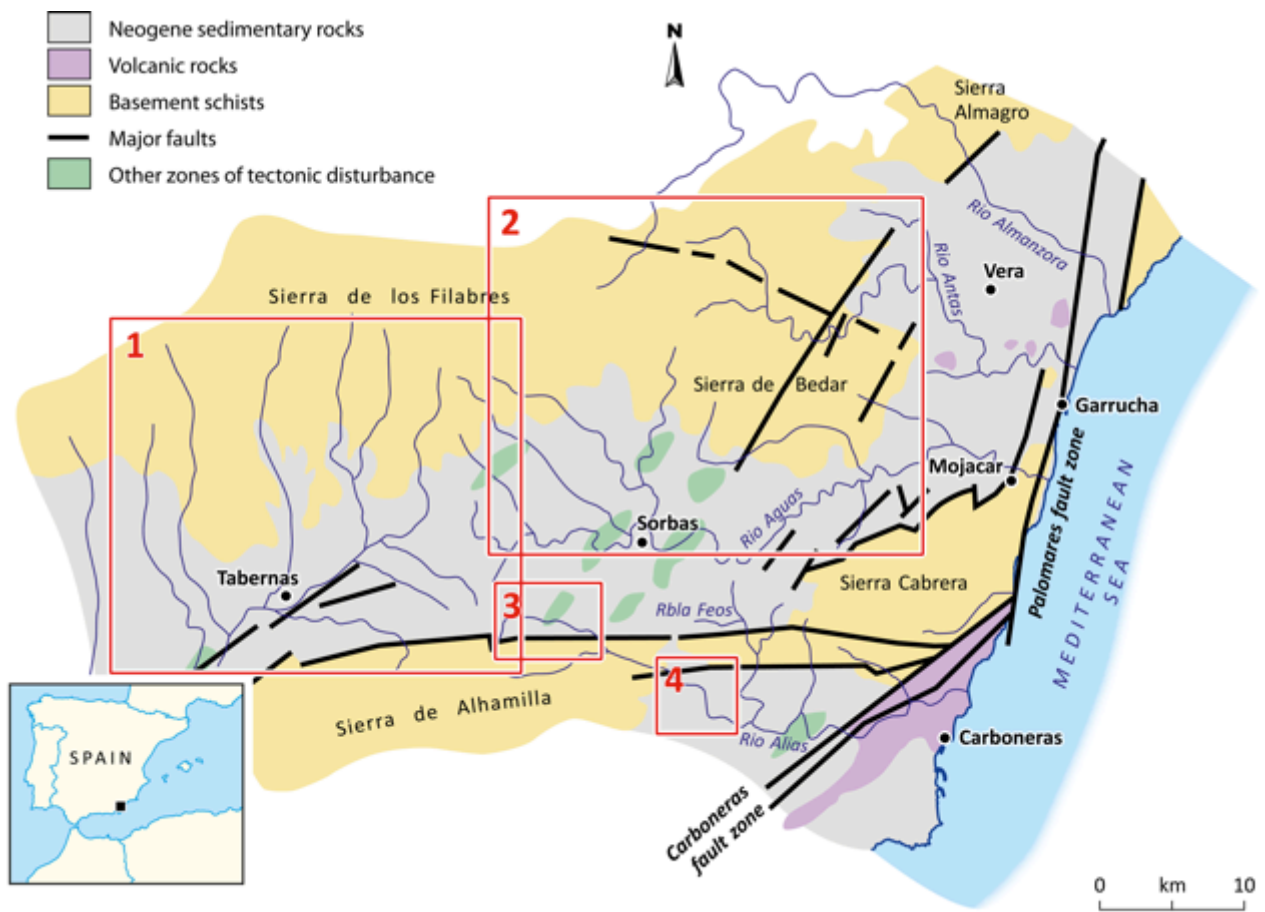 Neogene sedimentary rocks
Volcanic rocks
Basement schists
Major faults
Other zones of tectonic disturbance
N
Sierra
Almagro
2
Rio Almanzora
Rio Antas
Vera
Sierra de los Filabres
1
Sierra de Bedar
Garrucha
Mojacar
Palomares fault zone
MEDITERRANEAN
SEA
Rio Aguas
Sorbas
Tabernas
Sierra Cabrera
3
Rbla Feos
4
Sierra de Alhamilla
Rio Alias
Carboneras
Carboneras
fault zone
SPAIN
0 km 10